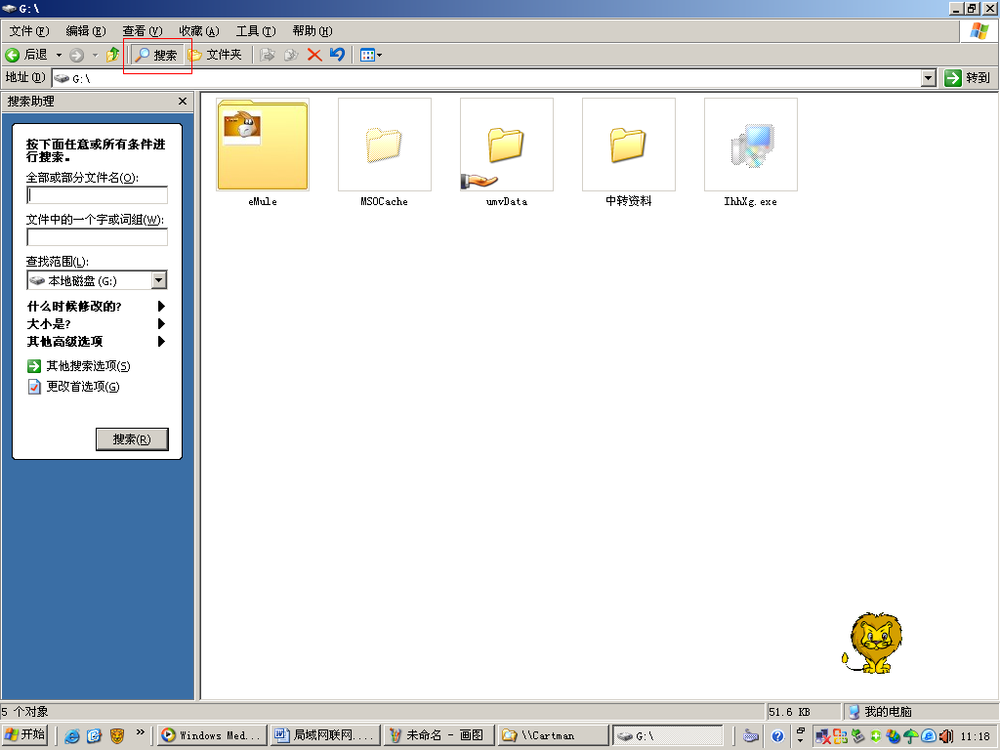 G:\
文件(F) 编辑(E) 查看(V) 收藏(A) 工具(T) 帮助(H)
后退 搜索 文件夹
地址(D) G:\ 转到
搜索助理
按下面任意或所有条件进
行搜索。
全部或部分文件名(O):
文件中的一个字或词组(W):
查找范围(L):
本地磁盘 (G:)
什么时候修改的?
大小是?
其他高级选项
其他搜索选项(S)
更改首选项(G)
搜索(R)
eMule MSOCache umvData 中转资料 IhhXg.exe
5 个对象 51.6 KB 我的电脑
开始 Windows Med... 局域网联网.... 未命名 - 画图 \\Cartman G:\ 11:18